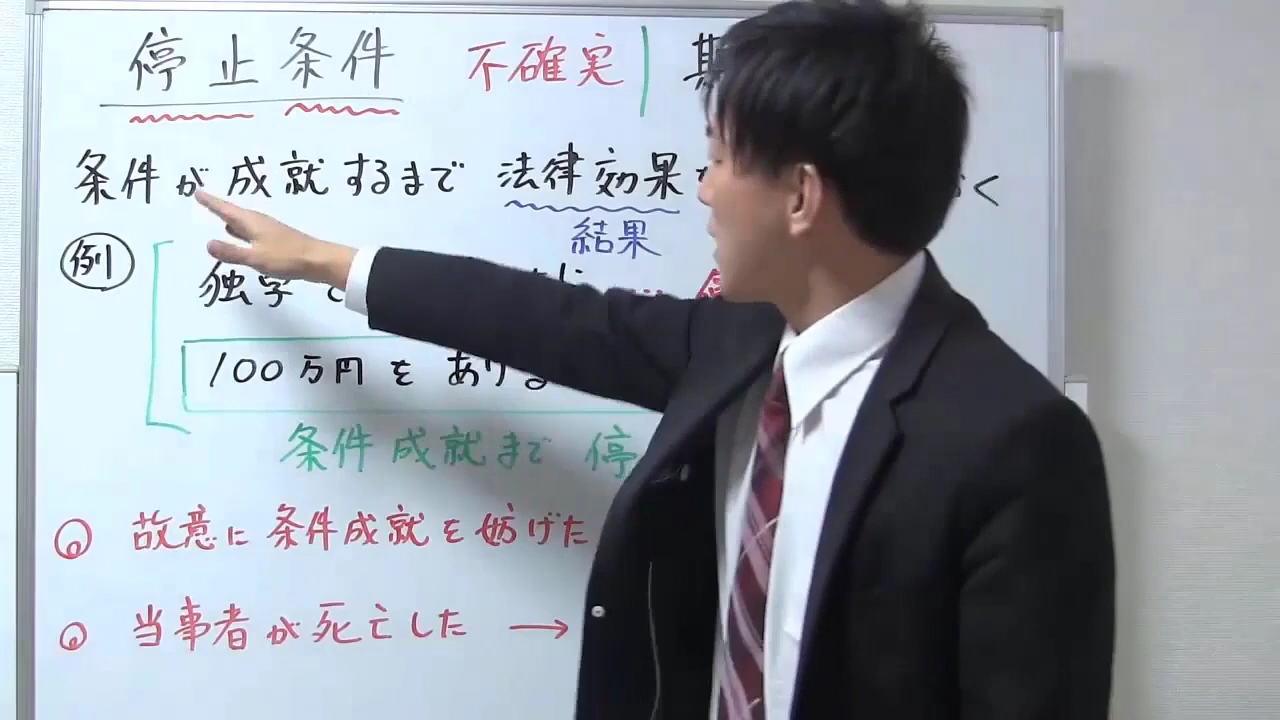 停止条件 不確実 期
条件が成就するまで 法律効果 く
結果
例
独学で
100万円をあげ
条件成就まで 停
故意に条件成就を妨げた
当事者が死亡した →